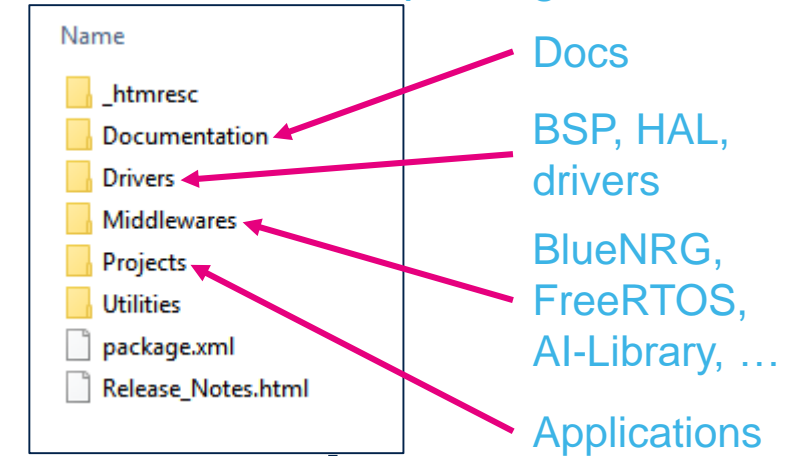 Name
_htmresc
Documentation
Drivers
Middlewares
Projects
Utilities
package.xml
Release_Notes.html
Docs
BSP, HAL,
drivers
BlueNRG,
FreeRTOS,
AI-Library, …
Applications